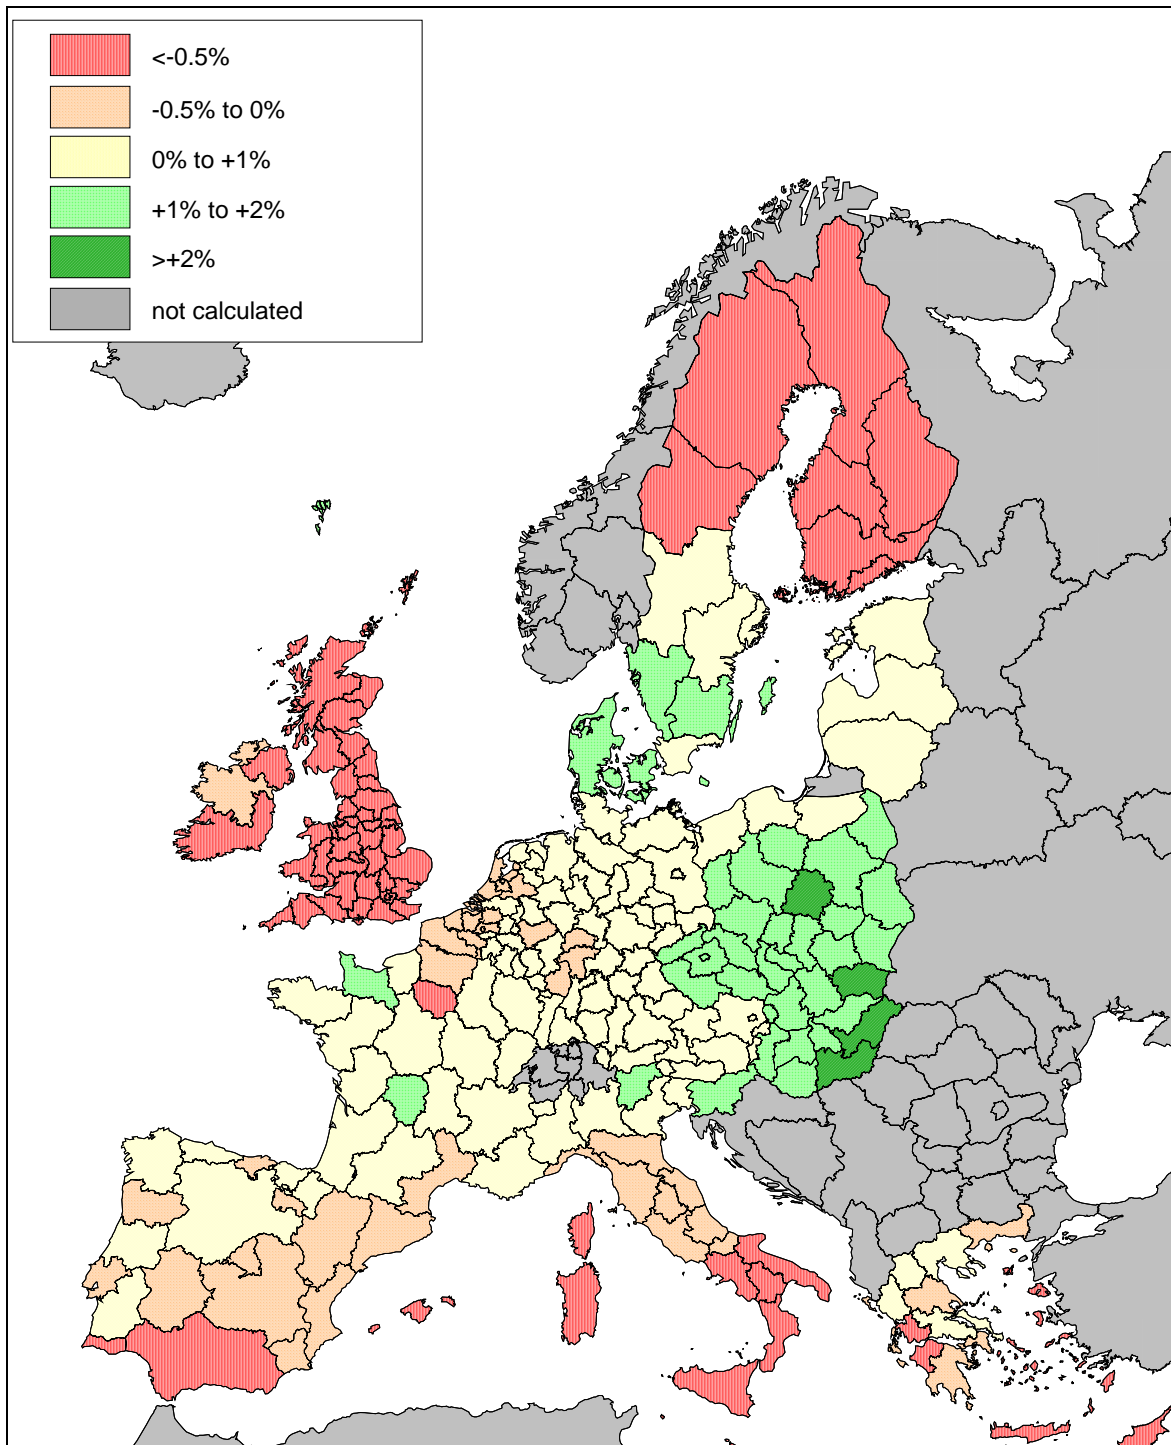 <-0.5%
-0.5% to 0%
0% to +1%
+1% to +2%
>+2%
not calculated